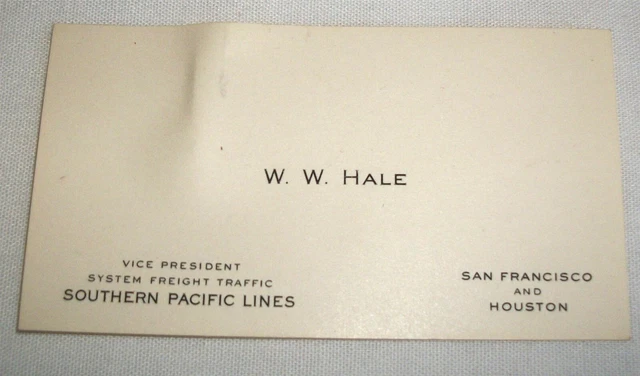 W. W. HALE
VICE PRESIDENT
SYSTEM FREIGHT TRAFFIC
SOUTHERN PACIFIC LINES
SAN FRANCISCO
AND
HOUSTON